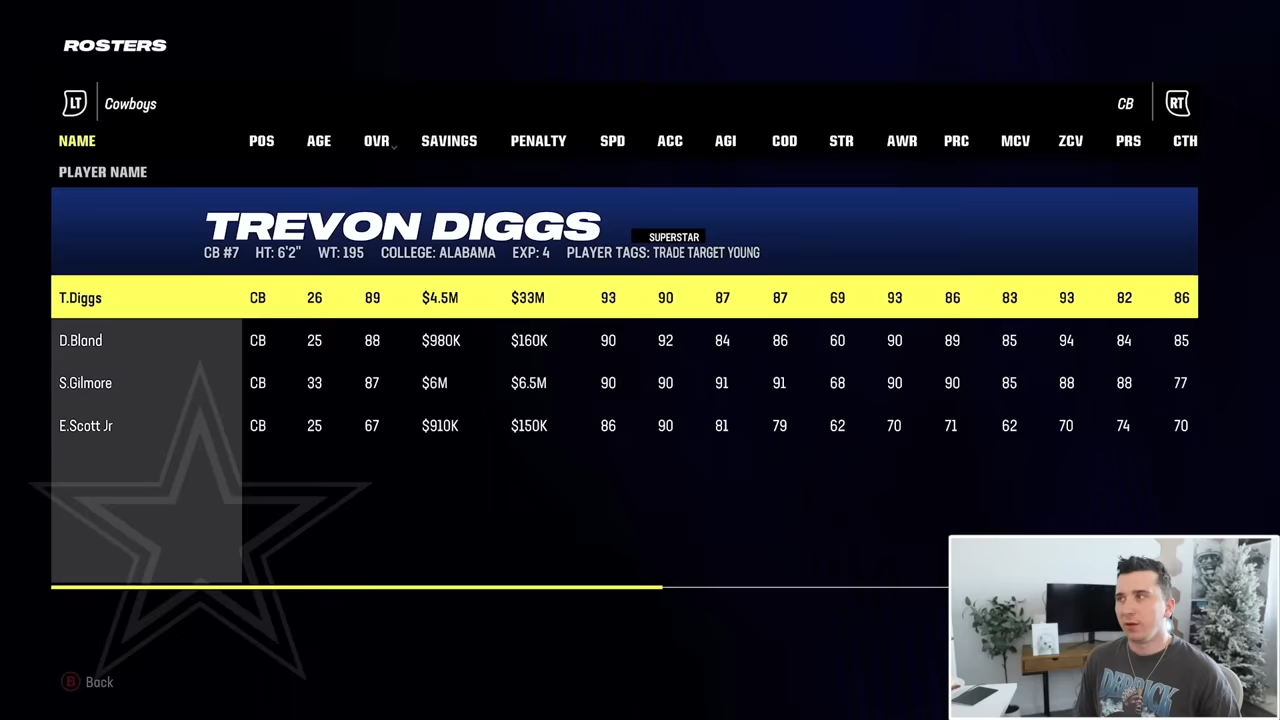 ROSTERS
LT Cowboys CB RT
NAME POS AGE OVR SAVINGS PENALTY SPD ACC AGI COD STR AWR PRC MCV ZCV PRS CTH
PLAYER NAME
TREVON DIGGS SUPERSTAR
CB #7 HT: 6'2" WT: 195 COLLEGE: ALABAMA EXP: 4 PLAYER TAGS: TRADE TARGET YOUNG
T.Diggs CB 26 89 $4.5M $33M 93 90 87 87 69 93 86 83 93 82 86
D.Bland CB 25 88 $980K $160K 90 92 84 86 60 90 89 85 94 84 85
S.Gilmore CB 33 87 $6M $6.5M 90 90 91 91 68 90 90 85 88 88 77
E.Scott Jr CB 25 67 $910K $150K 86 90 81 79 62 70 71 62 70 74 70
B Back
DERRICK